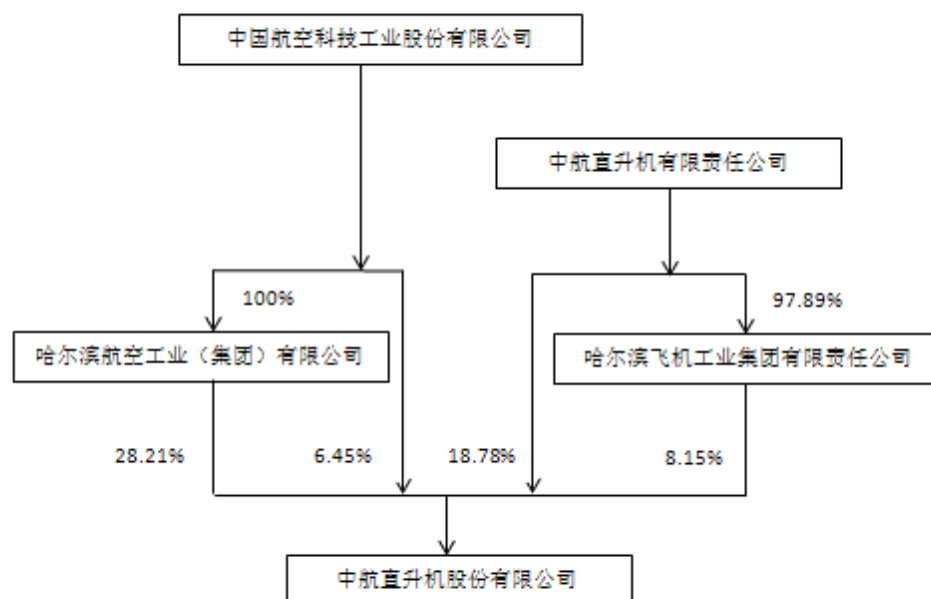 中国航空科技工业股份有限公司
中航直升机有限责任公司
100%
97.89%
哈尔滨航空工业（集团）有限公司
哈尔滨飞机工业集团有限责任公司
28.21%
6.45%
18.78%
8.15%
中航直升机股份有限公司